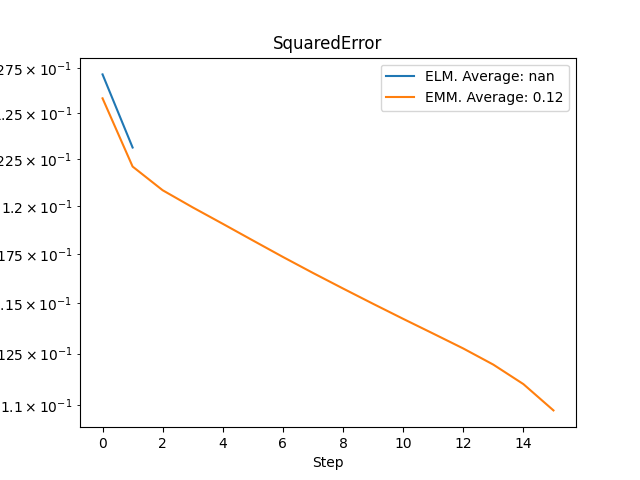 SquaredError
ELM. Average: nan
EMM. Average: 0.12
275 × 10⁻¹
.25 × 10⁻¹
225 × 10⁻¹
1.2 × 10⁻¹
175 × 10⁻¹
.15 × 10⁻¹
125 × 10⁻¹
1.1 × 10⁻¹
0 2 4 6 8 10 12 14
Step